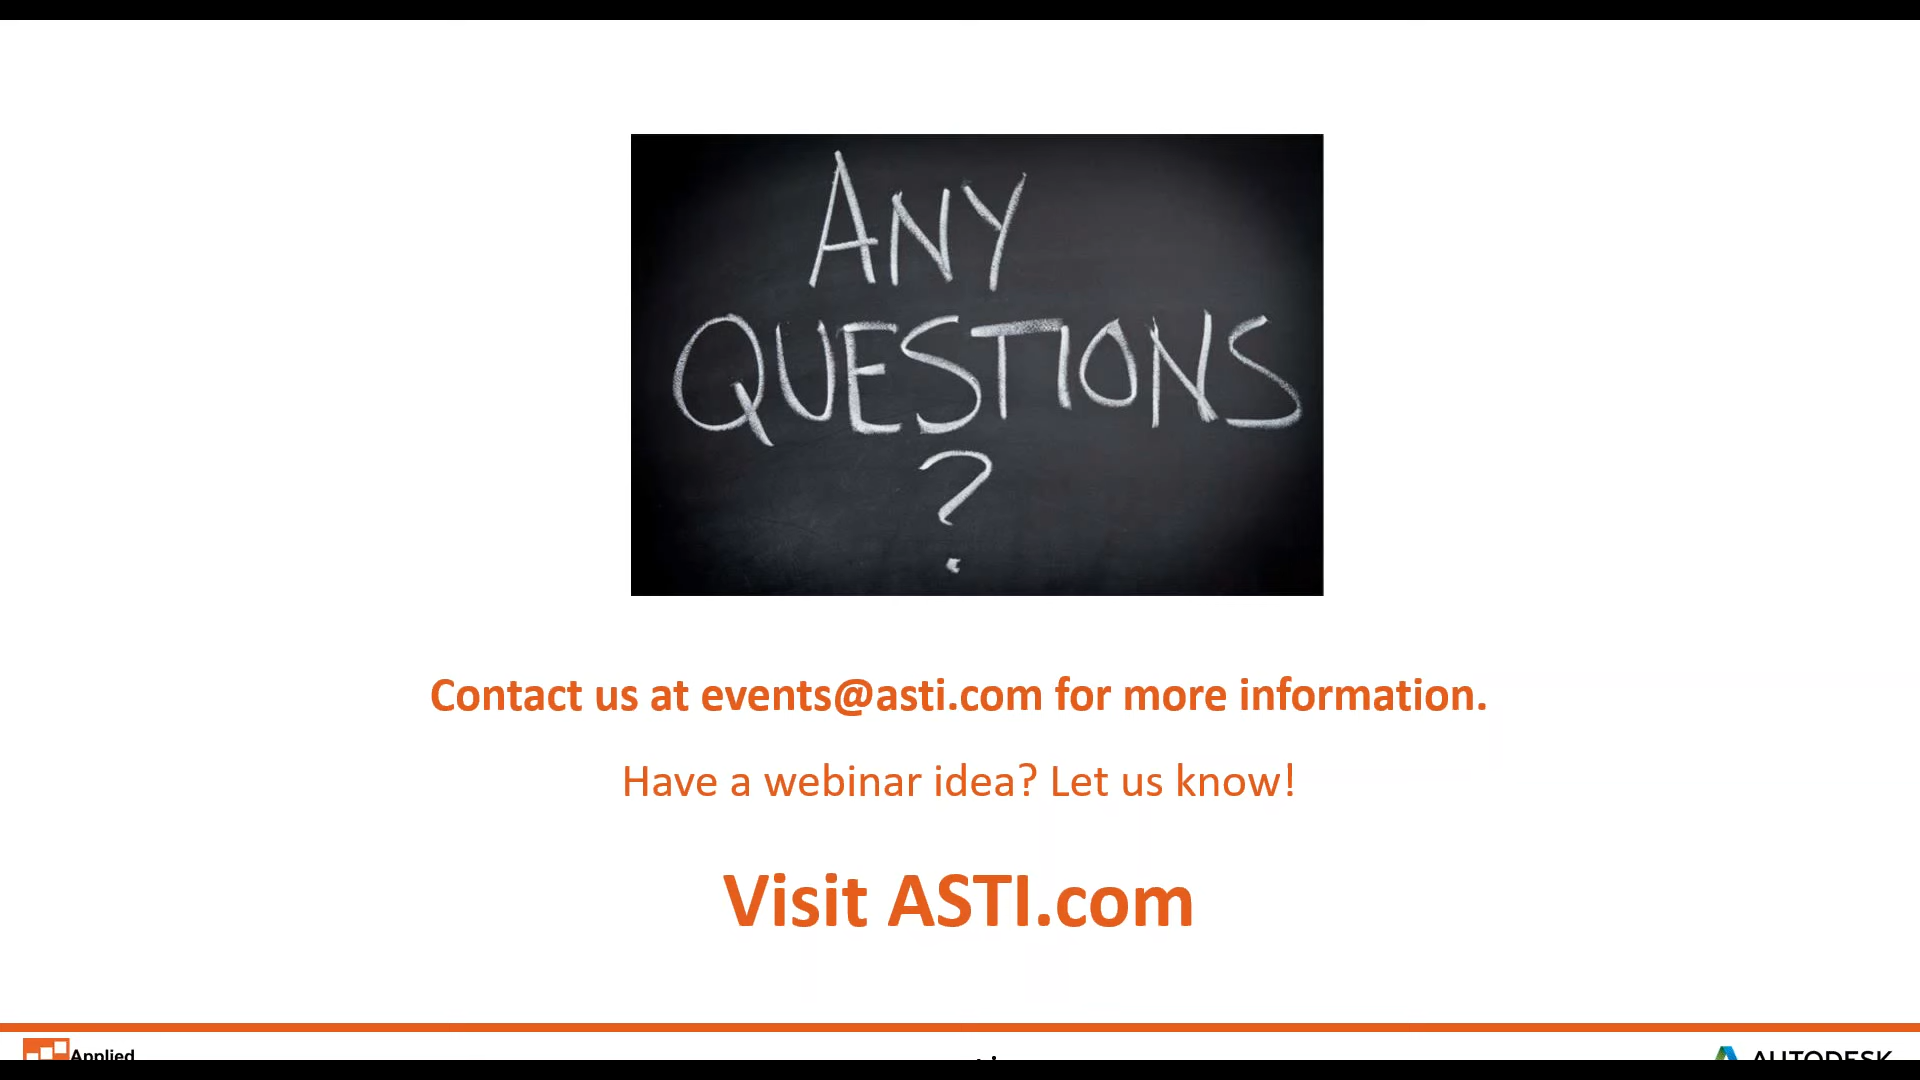 ANY
QUESTIONS
?
Contact us at events@asti.com for more information.
Have a webinar idea? Let us know!
Visit ASTI.com
Applied
AUTODESK